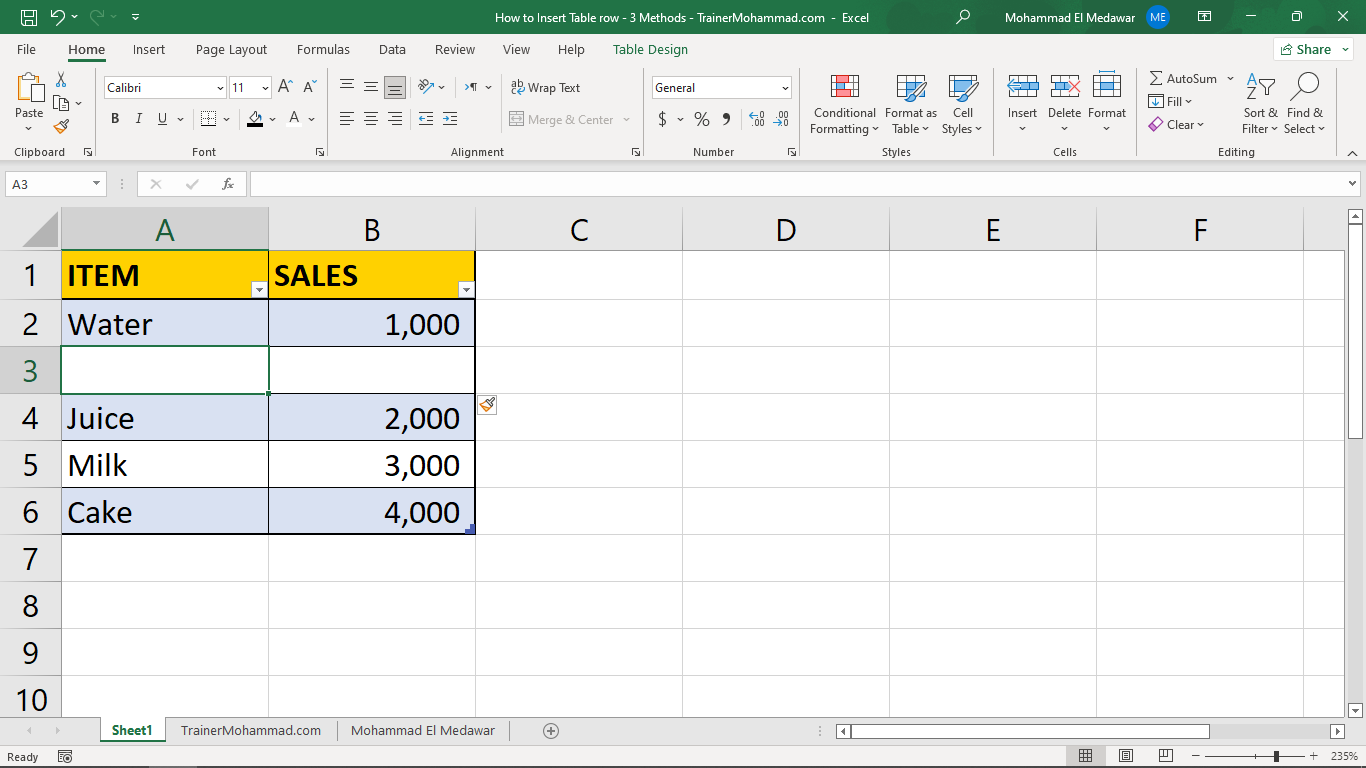 How to Insert Table row - 3 Methods - TrainerMohammad.com - Excel
Mohammad El Medawar ME
File Home Insert Page Layout Formulas Data Review View Help Table Design Share
Paste
Calibri 11
A A
B I U A
Clipboard
Font
ab Wrap Text
Merge & Center
Alignment
General
$ % 9 .00 .00
Number
Conditional Formatting
Format as Table
Cell Styles
Styles
Insert Delete Format
Cells
AutoSum
Fill
Clear
Sort & Filter
Find & Select
Editing
A3 fx
A B C D E F
1 ITEM SALES
2 Water 1,000
3
4 Juice 2,000
5 Milk 3,000
6 Cake 4,000
7
8
9
10
Sheet1 TrainerMohammad.com Mohammad El Medawar
Ready 235%